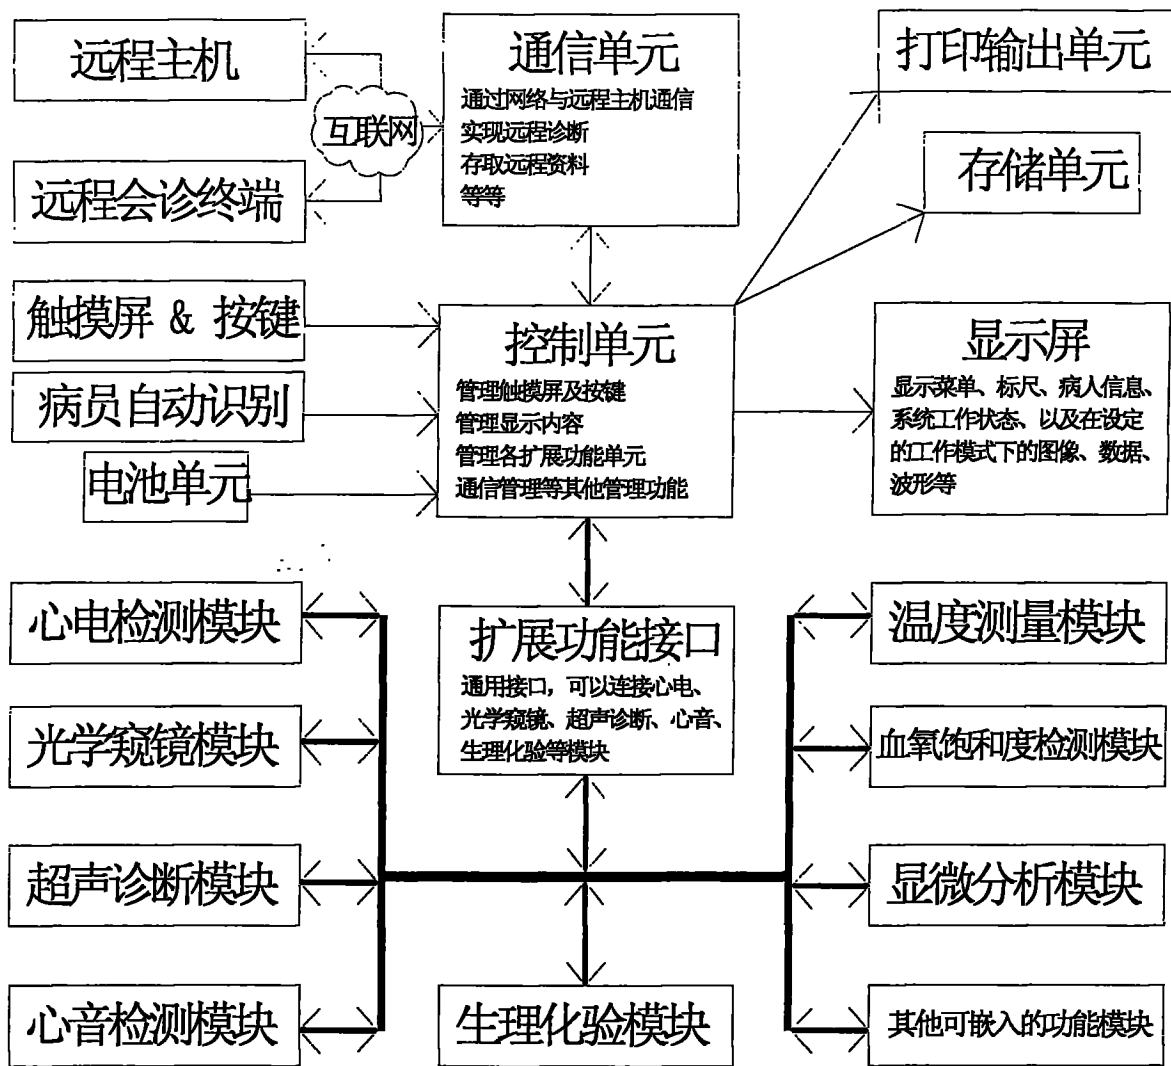 远程主机
互联网
远程会诊终端
通信单元
通过网络与远程主机通信
实现远程诊断
存取远程资料
等等
打印输出单元
存储单元
触摸屏 & 按键
病员自动识别
电池单元
控制单元
管理触摸屏及按键
管理显示内容
管理各扩展功能单元
通信管理等其他管理功能
显示屏
显示菜单、标尺、病人信息、
系统工作状态、以及在设定
的工作模式下的图像、数据、
波形等
心电检测模块
光学窥镜模块
超声诊断模块
心音检测模块
扩展功能接口
通用接口，可以连接心电、
光学窥镜、超声诊断、心音、
生理化验等模块
生理化验模块
温度测量模块
血氧饱和度检测模块
显微分析模块
其他可嵌入的功能模块